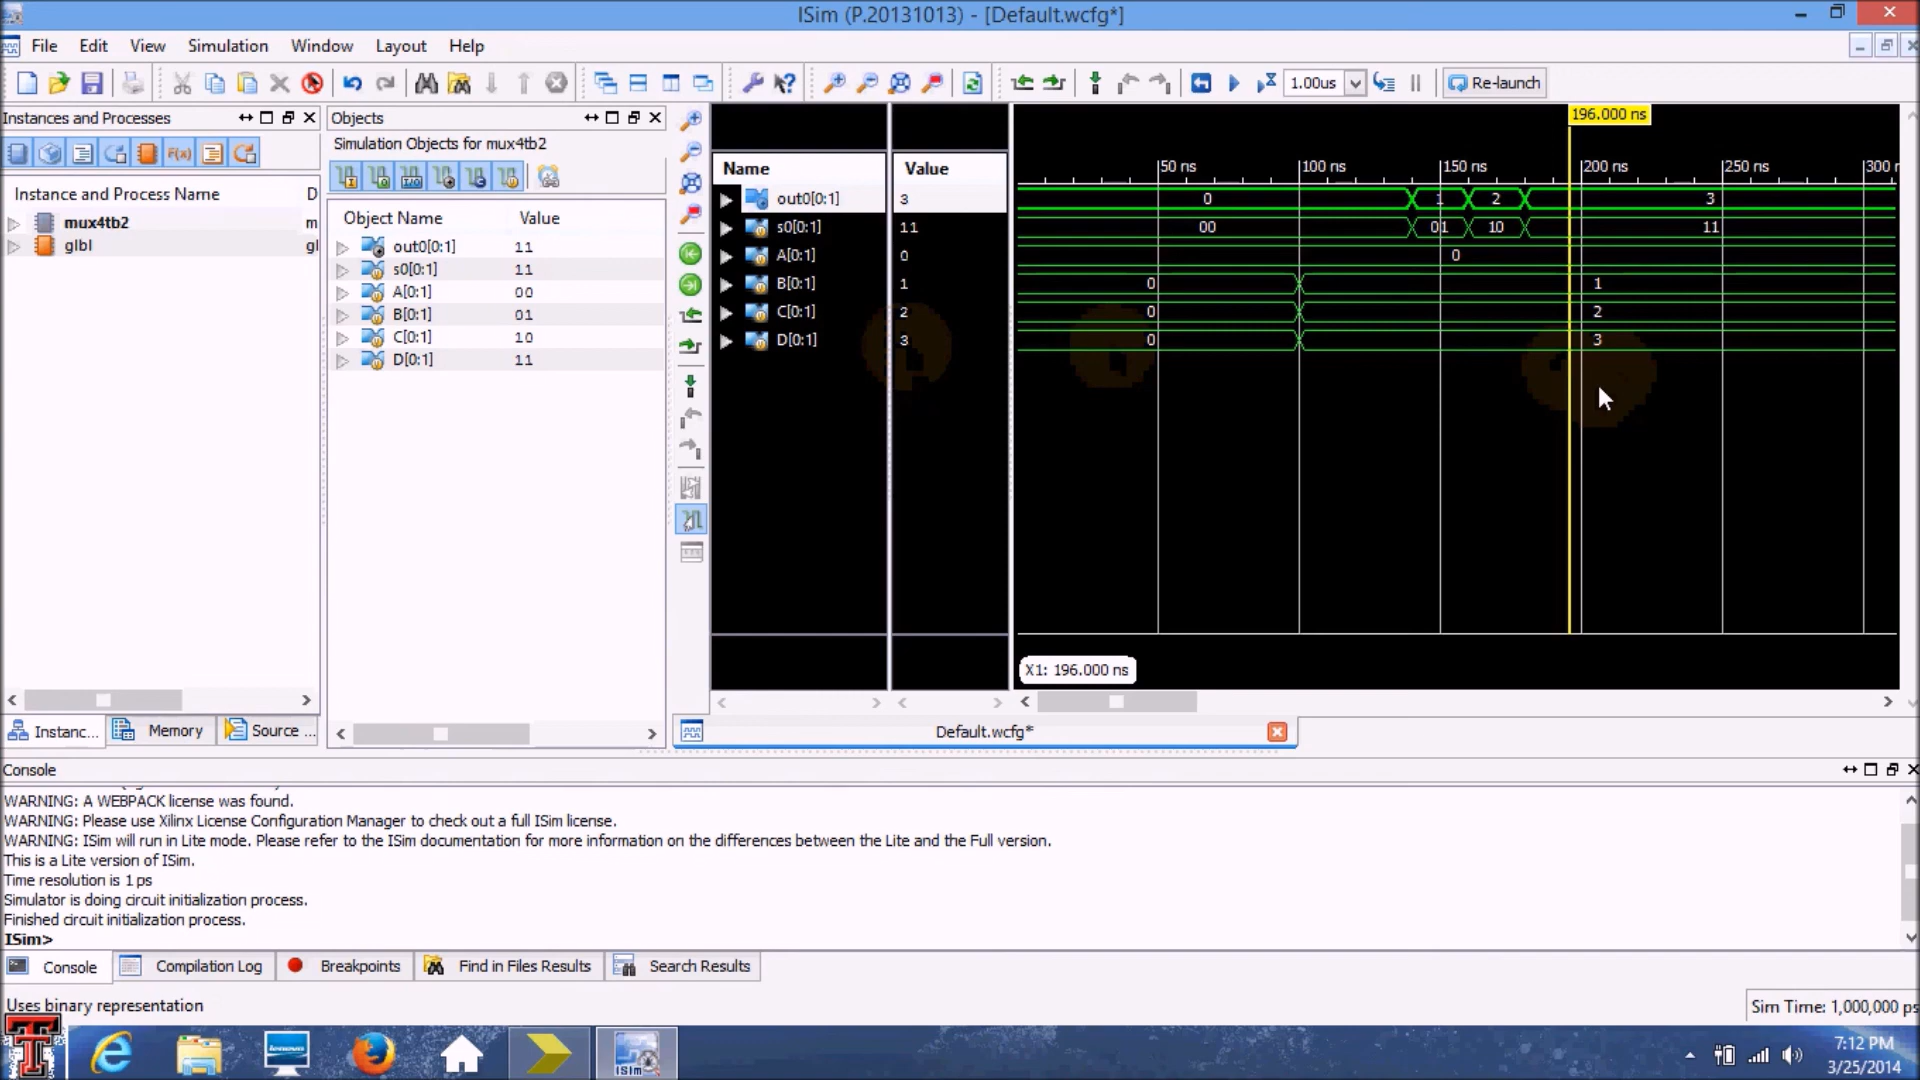 ISim (P.20131013) - [Default.wcfg*]
File Edit View Simulation Window Layout Help
1.00us Re-launch
Instances and Processes
F(x)
Instance and Process Name D
mux4tb2 m
glbl gl
Instanc... Memory Source ...
Objects
Simulation Objects for mux4tb2
Object Name Value
out0[0:1] 11
s0[0:1] 11
A[0:1] 00
B[0:1] 01
C[0:1] 10
D[0:1] 11
Name Value
out0[0:1] 3
s0[0:1] 11
A[0:1] 0
B[0:1] 1
C[0:1] 2
D[0:1] 3
196.000 ns
50 ns 100 ns 150 ns 200 ns 250 ns 300 n
0 1 2 3
00 01 10 11
0
0 1
0 2
0 3
X1: 196.000 ns
Default.wcfg*
Console
WARNING: A WEBPACK license was found.
WARNING: Please use Xilinx License Configuration Manager to check out a full ISim license.
WARNING: ISim will run in Lite mode. Please refer to the ISim documentation for more information on the differences between the Lite and the Full version.
This is a Lite version of ISim.
Time resolution is 1 ps
Simulator is doing circuit initialization process.
Finished circuit initialization process.
ISim>
Console Compilation Log Breakpoints Find in Files Results Search Results
Uses binary representation
Sim Time: 1,000,000 ps
lenovo
ISim
7:12 PM
3/25/2014